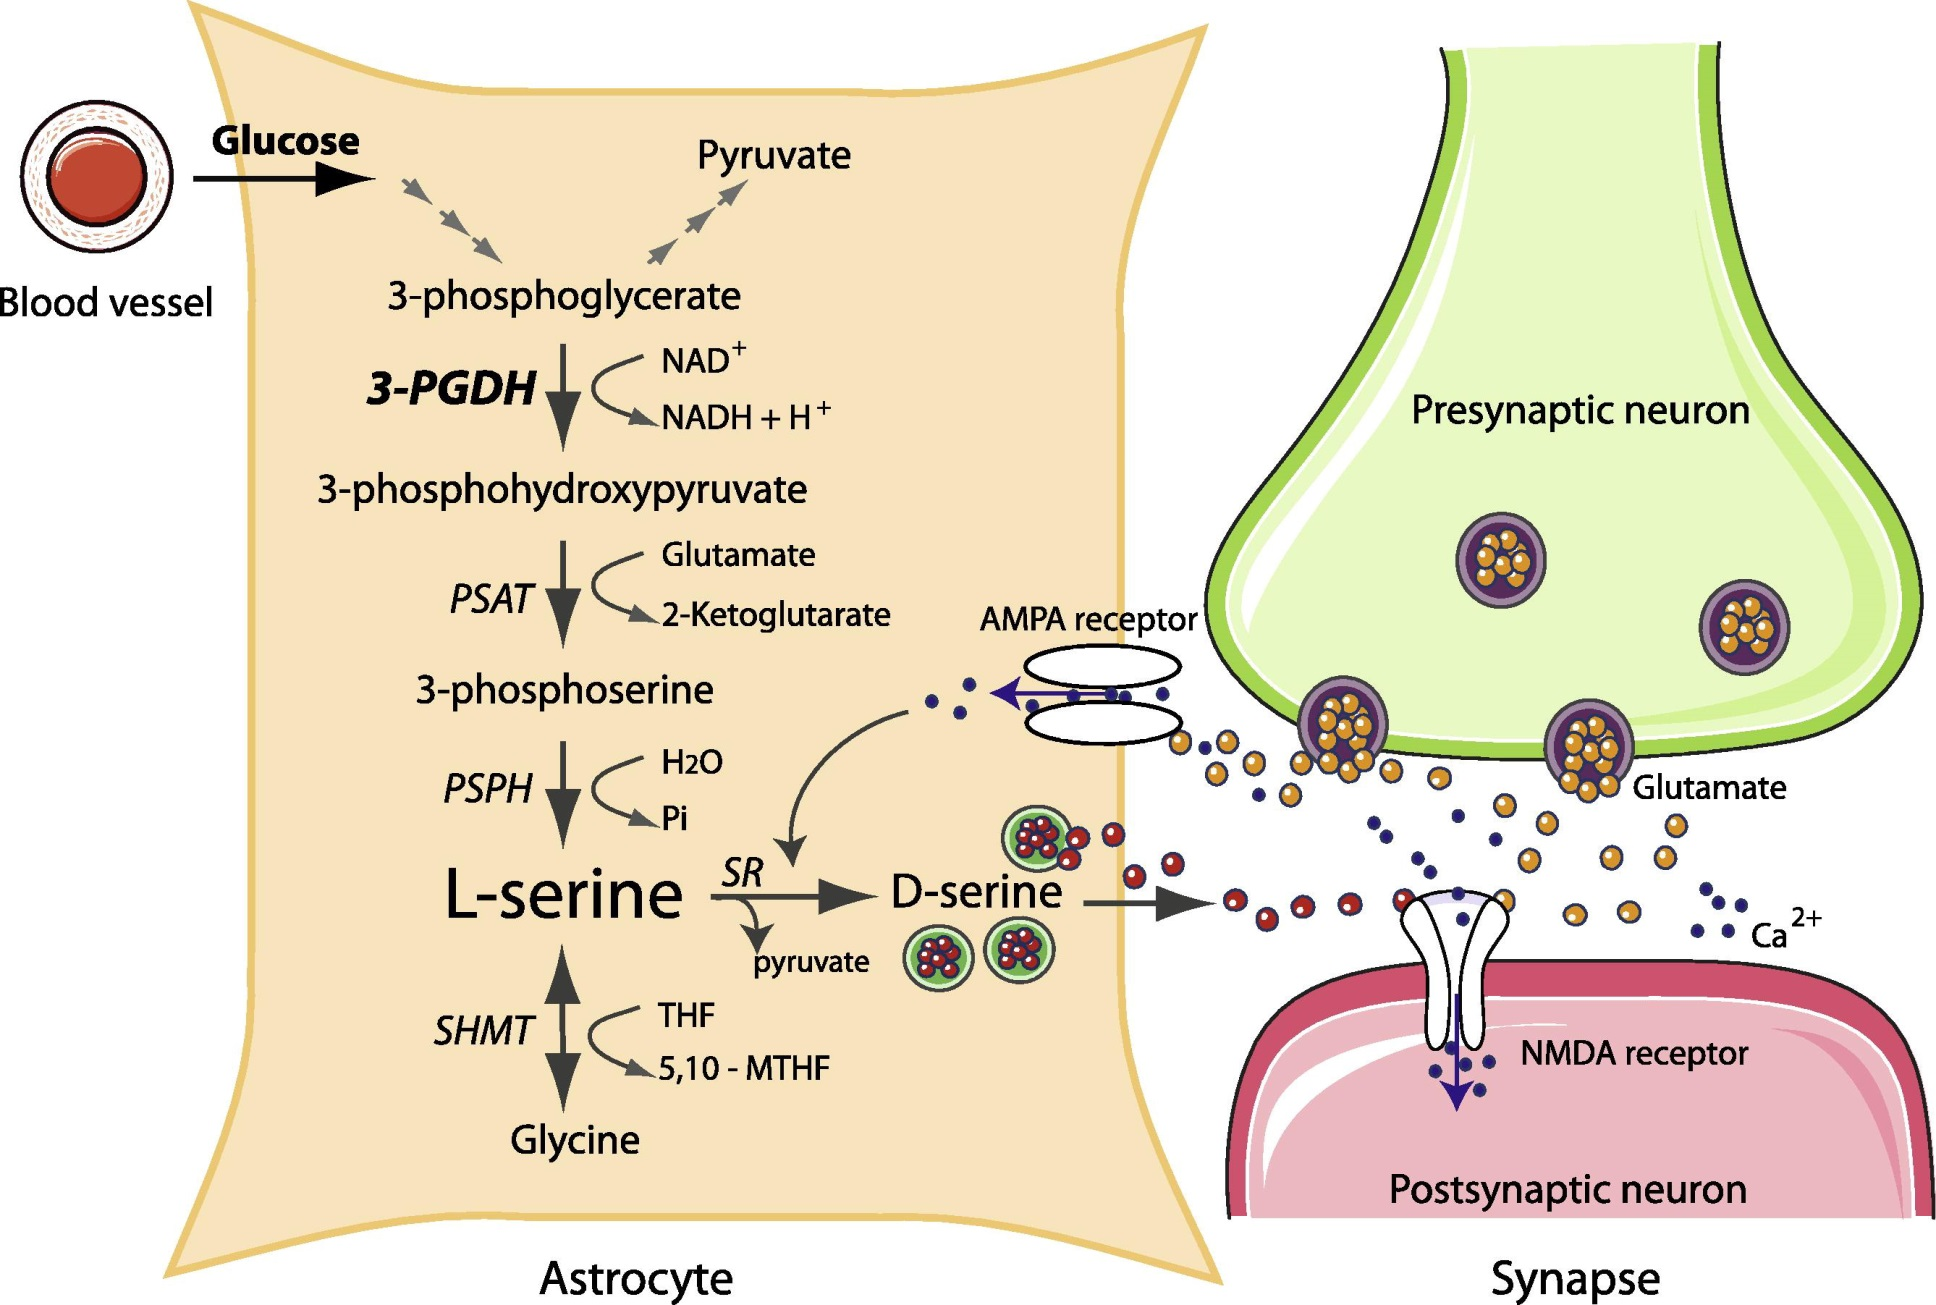 Glucose
Pyruvate
Blood vessel
3-phosphoglycerate
3-PGDH
NAD+
NADH + H+
3-phosphohydroxypyruvate
PSAT
Glutamate
2-Ketoglutarate
3-phosphoserine
PSPH
H2O
Pi
L-serine
SR
pyruvate
D-serine
SHMT
THF
5,10 - MTHF
Glycine
Astrocyte
AMPA receptor
Presynaptic neuron
Glutamate
Ca2+
NMDA receptor
Postsynaptic neuron
Synapse